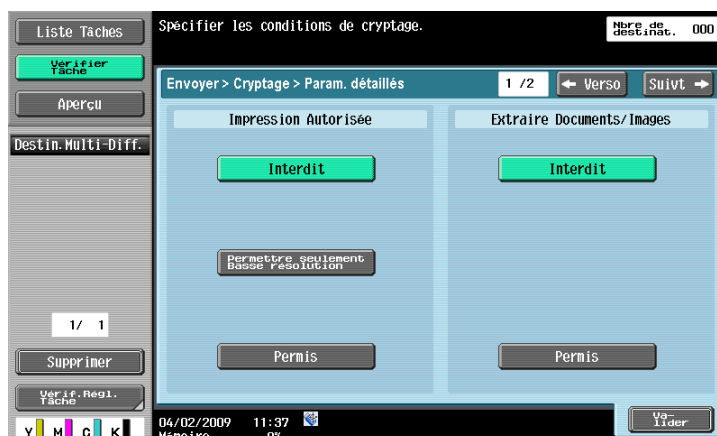 Liste Tâches
Vérifier
Tâche
Aperçu
Destin.Multi-Diff.
1/ 1
Supprimer
Vérif.Régl.
Tâche
Y M C K
Spécifier les conditions de cryptage.
Nbre de
destinat. 000
Envoyer > Cryptage > Param. détaillés
1 /2
← Verso
Suivt →
Impression Autorisée
Interdit
Permettre seulement
Basse résolution
Permis
Extraire Documents/Images
Interdit
Permis
04/02/2009 11:37
Mémoire 0%
Va-
lider